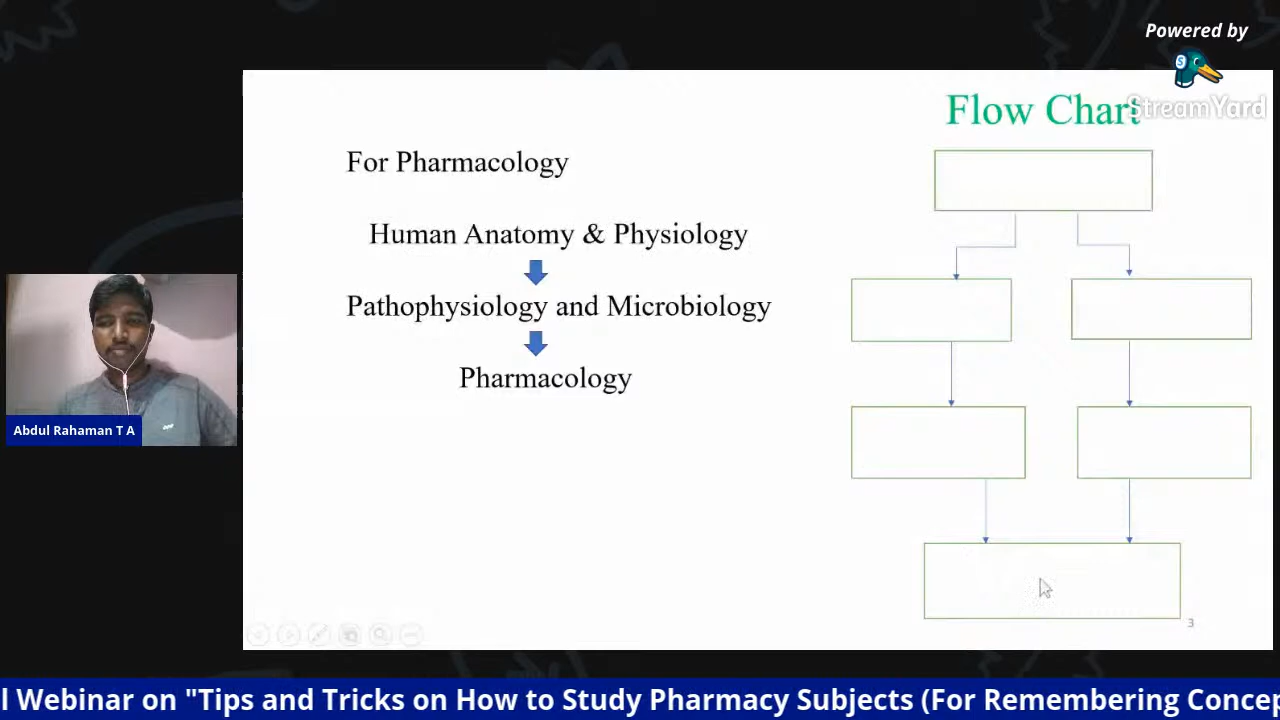 Powered by
StreamYard
Flow Chart
For Pharmacology
Human Anatomy & Physiology
Pathophysiology and Microbiology
Pharmacology
Abdul Rahaman T A
3
l Webinar on "Tips and Tricks on How to Study Pharmacy Subjects (For Remembering Concep